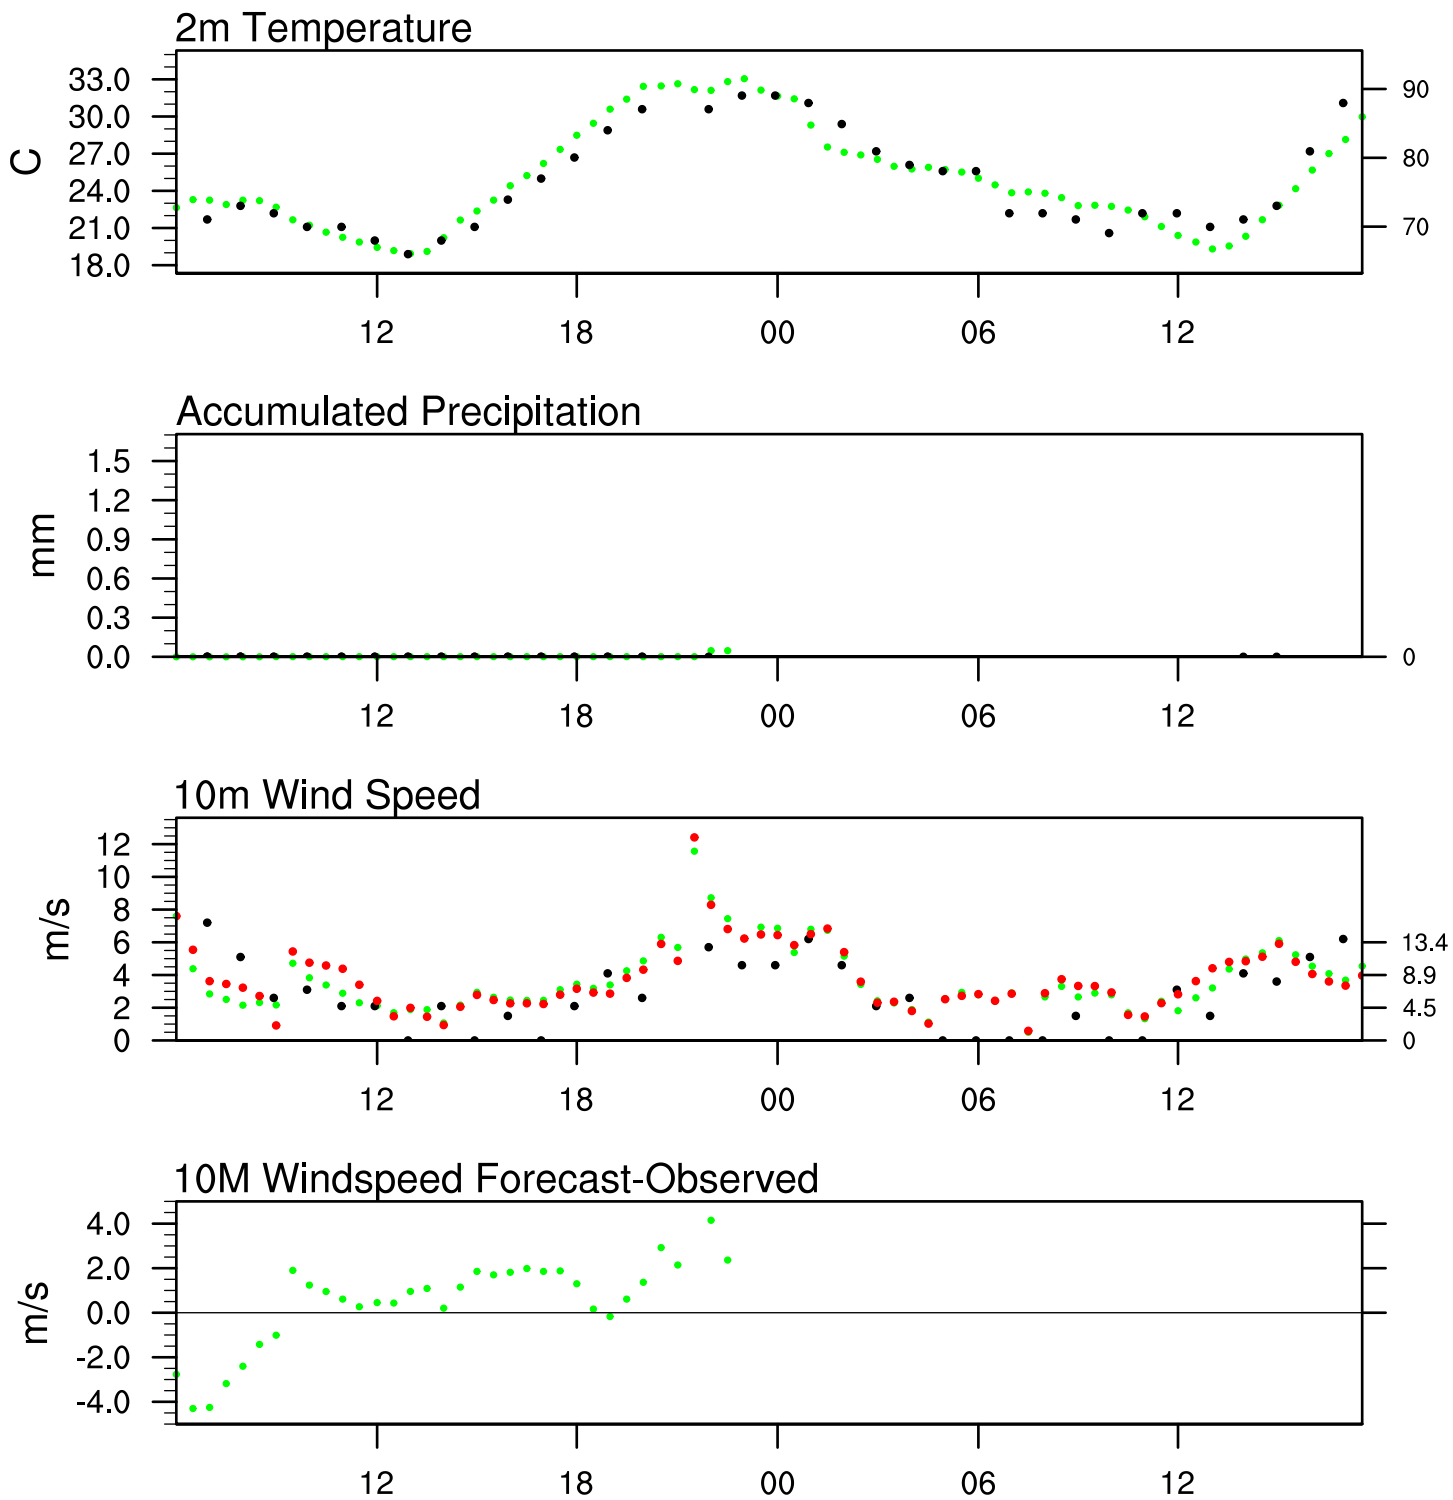 2m Temperature
33.0
30.0
27.0
24.0
21.0
18.0
C
90
80
70
12 18 00 06 12
Accumulated Precipitation
1.5
1.2
0.9
0.6
0.3
0.0
mm
0
12 18 00 06 12
10m Wind Speed
12
10
8
6
4
2
0
m/s
13.4
8.9
4.5
0
12 18 00 06 12
10M Windspeed Forecast-Observed
4.0
2.0
0.0
-2.0
-4.0
m/s
12 18 00 06 12